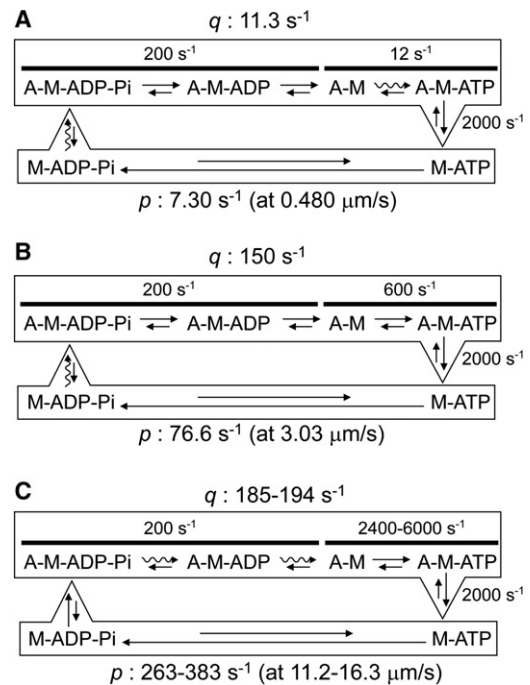 A
q : 11.3 s⁻¹
200 s⁻¹ 12 s⁻¹
A-M-ADP-Pi A-M-ADP A-M A-M-ATP
2000 s⁻¹
M-ADP-Pi M-ATP
p : 7.30 s⁻¹ (at 0.480 μm/s)
B
q : 150 s⁻¹
200 s⁻¹ 600 s⁻¹
A-M-ADP-Pi A-M-ADP A-M A-M-ATP
2000 s⁻¹
M-ADP-Pi M-ATP
p : 76.6 s⁻¹ (at 3.03 μm/s)
C
q : 185-194 s⁻¹
200 s⁻¹ 2400-6000 s⁻¹
A-M-ADP-Pi A-M-ADP A-M A-M-ATP
2000 s⁻¹
M-ADP-Pi M-ATP
p : 263-383 s⁻¹ (at 11.2-16.3 μm/s)